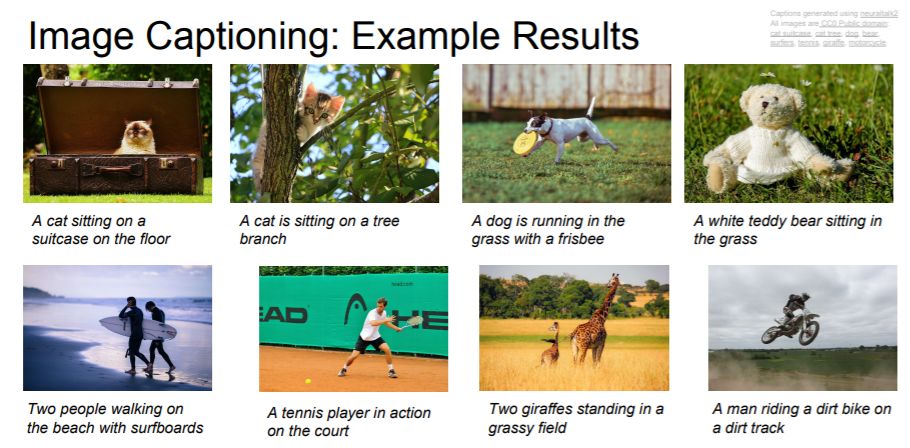 Image Captioning: Example Results
Captions generated using neuraltalk2
All images are CC0 Public domain:
cat suitcase, cat tree, dog, bear,
surfers, tennis, giraffe, motorcycle
A cat sitting on a
suitcase on the floor
A cat is sitting on a tree
branch
A dog is running in the
grass with a frisbee
A white teddy bear sitting in
the grass
head.com
EAD
HE
Two people walking on
the beach with surfboards
A tennis player in action
on the court
Two giraffes standing in a
grassy field
A man riding a dirt bike on
a dirt track